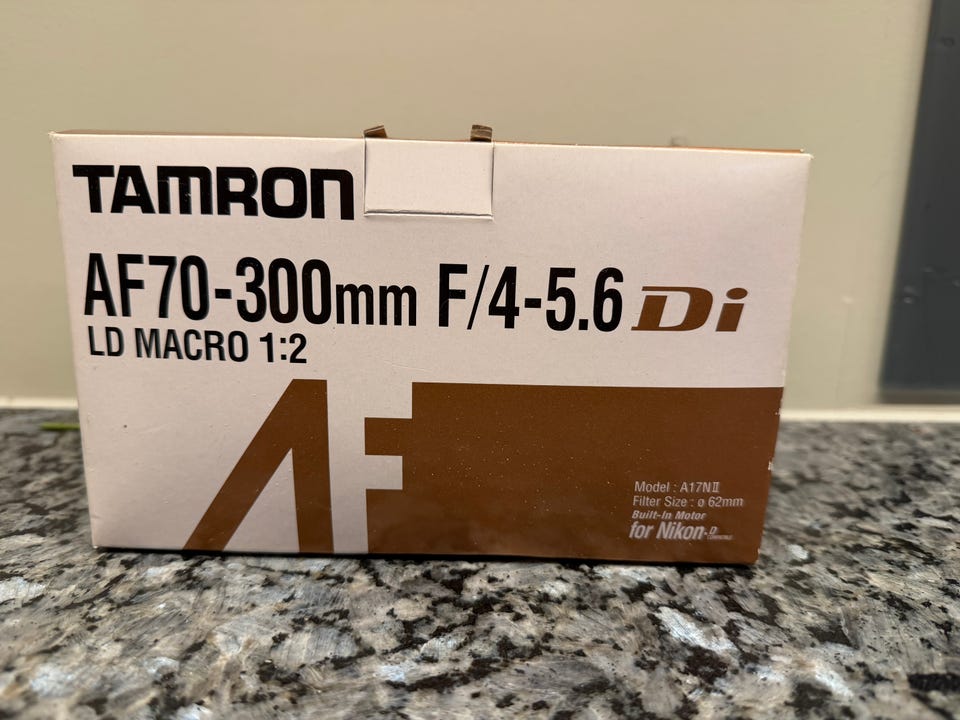 TAMRON
AF70-300mm F/4-5.6 Di
LD MACRO 1:2
AF
Model : A17NII
Filter Size : ø 62mm
Built-In Motor
for Nikon-D
COMPATIBLE